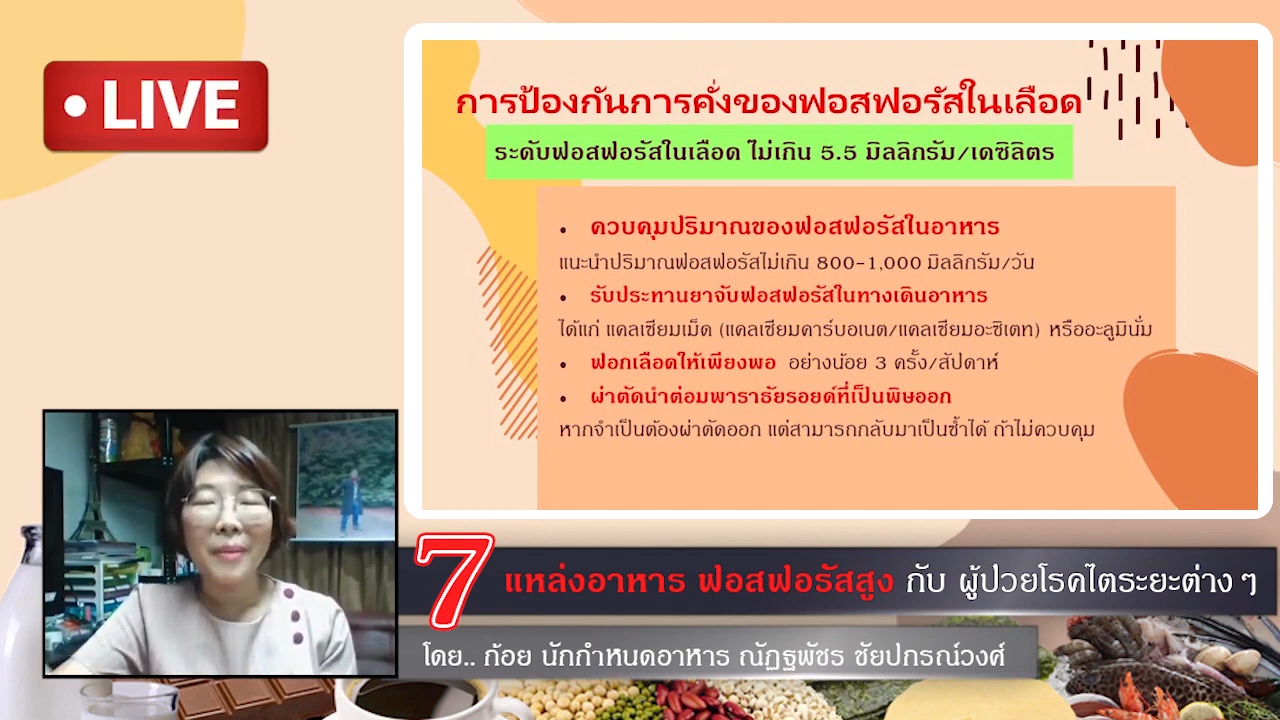 LIVE
การป้องกันการคั่งของฟอสฟอรัสในเลือด
ระดับฟอสฟอรัสในเลือด ไม่เกิน 5.5 มิลลิกรัม/เดซิลิตร
• ควบคุมปริมาณของฟอสฟอรัสในอาหาร
แนะนำปริมาณฟอสฟอรัสไม่เกิน 800-1,000 มิลลิกรัม/วัน
• รับประทานยาจับฟอสฟอรัสในทางเดินอาหาร
ได้แก่ แคลเซียมเม็ด (แคลเซียมคาร์บอเนต/แคลเซียมอะซิเตท) หรืออะลูมินั่ม
• ฟอกเลือดให้เพียงพอ อย่างน้อย 3 ครั้ง/สัปดาห์
• ผ่าตัดนำต่อมพาราธัยรอยด์ที่เป็นพิษออก
หากจำเป็นต้องผ่าตัดออก แต่สามารถกลับมาเป็นซ้ำได้ ถ้าไม่ควบคุม
7 แหล่งอาหาร ฟอสฟอรัสสูง กับ ผู้ป่วยโรคไตระยะต่าง ๆ
โดย.. ก้อย นักกำหนดอาหาร ณัฏฐพัชร ชัยปกรณ์วงศ์